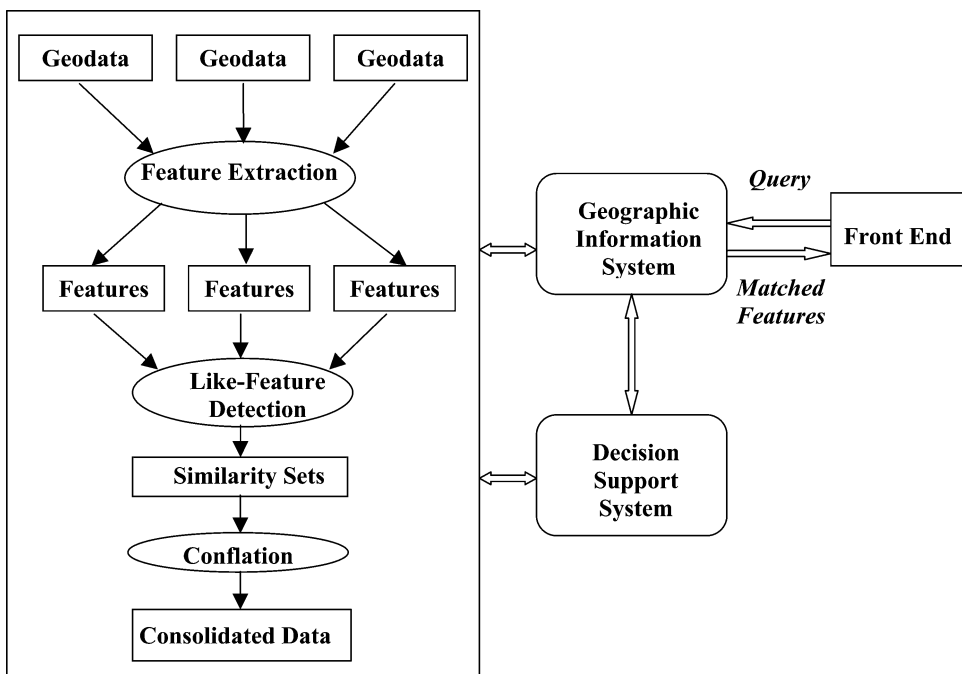 Geodata
Geodata
Geodata
Feature Extraction
Features
Features
Features
Like-Feature
Detection
Similarity Sets
Conflation
Consolidated Data
Geographic
Information
System
Query
Front End
Matched
Features
Decision
Support
System